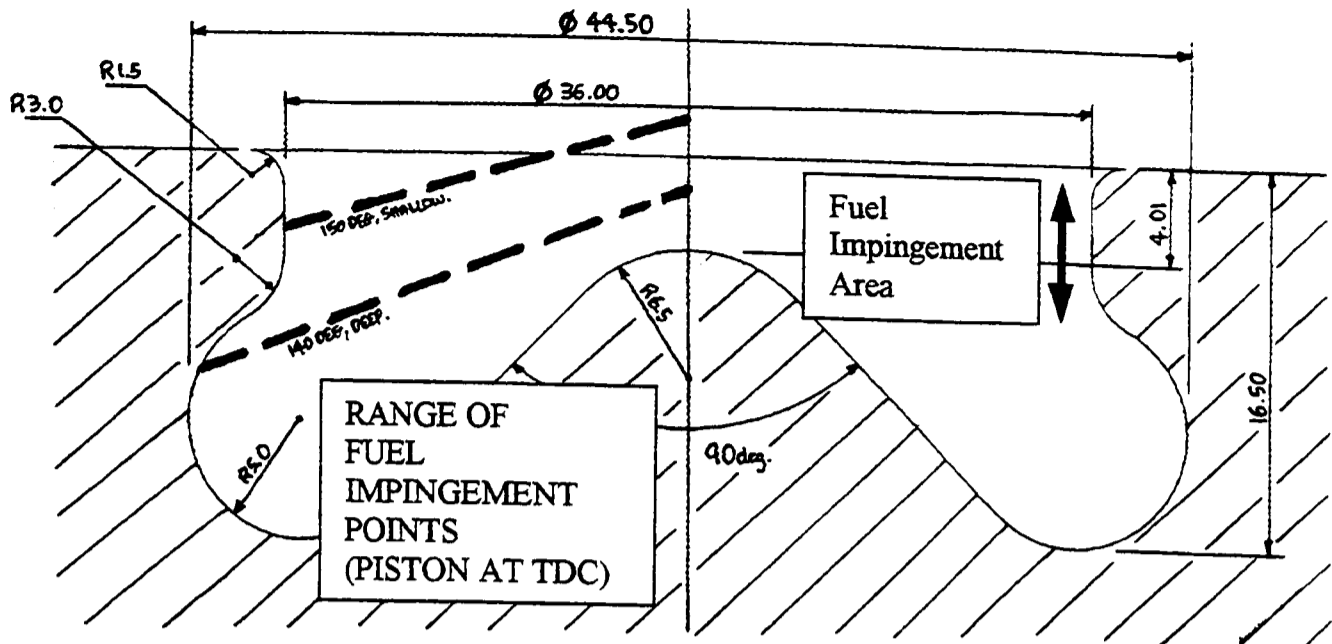 Ø 44.50
R1.5
Ø 36.00
R3.0
150 DEG, SHALLOW.
Fuel
Impingement
Area
4.01
R6.5
140 DEG, DEEP.
RANGE OF
FUEL
IMPINGEMENT
POINTS
(PISTON AT TDC)
16.50
R5.0
90deg.